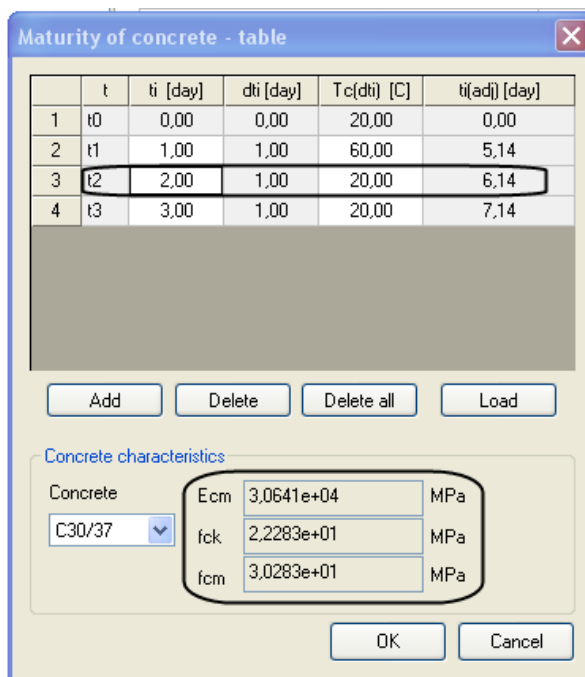 Maturity of concrete - table
t ti [day] dti [day] Tc(dti) [C] ti(adj) [day]
1 t0 0,00 0,00 20,00 0,00
2 t1 1,00 1,00 60,00 5,14
3 t2 2,00 1,00 20,00 6,14
4 t3 3,00 1,00 20,00 7,14
Add Delete Delete all Load
Concrete characteristics
Concrete
Ecm 3,0641e+04 MPa
C30/37
fck 2,2283e+01 MPa
fcm 3,0283e+01 MPa
OK Cancel